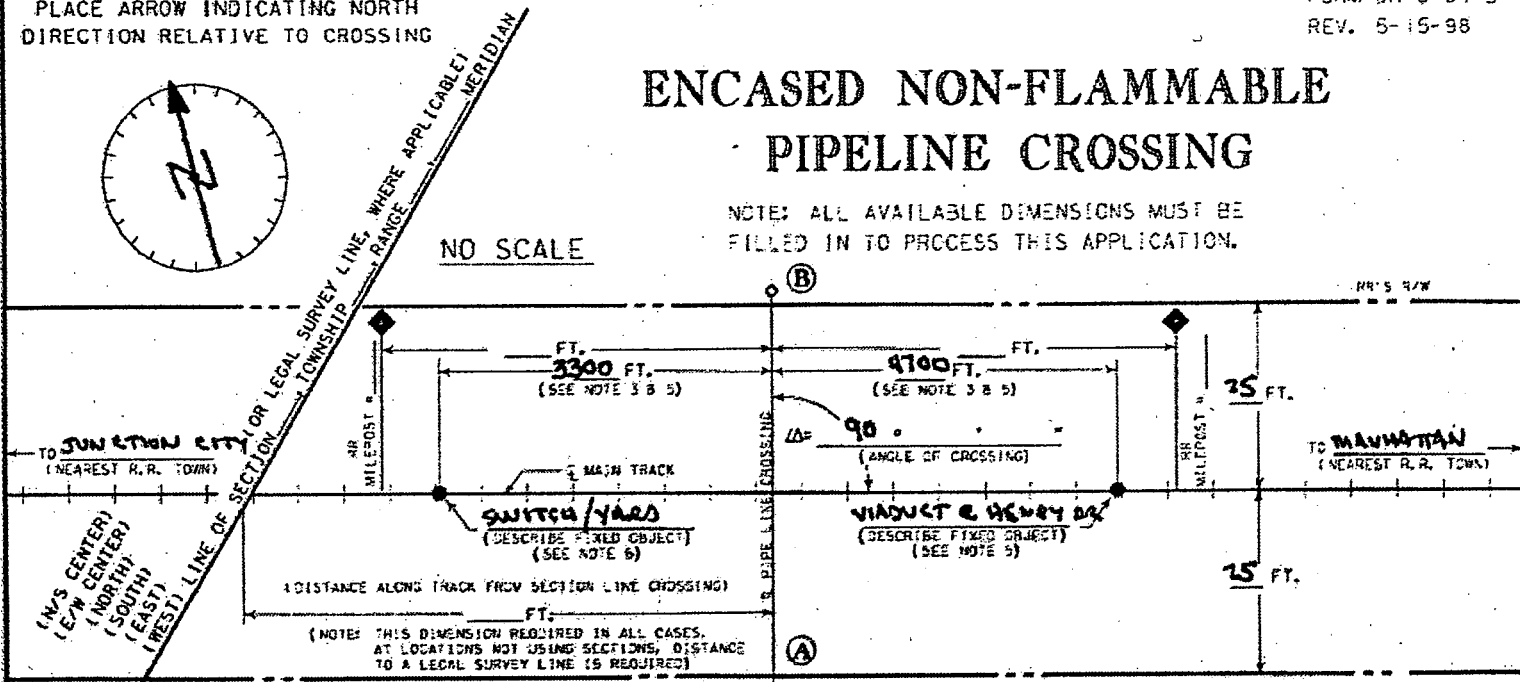 PLACE ARROW INDICATING NORTH
DIRECTION RELATIVE TO CROSSING
REV. 5-15-98
ENCASED NON-FLAMMABLE
PIPELINE CROSSING
NOTE: ALL AVAILABLE DIMENSIONS MUST BE
FILLED IN TO PROCESS THIS APPLICATION.
N
NO SCALE
(OR LEGAL SURVEY LINE, WHERE APPLICABLE)
TOWNSHIP RANGE MERIDIAN
(WEST) LINE OF SECTION
B
RR'S R/W
FT. FT.
3300 FT. 9700 FT.
(SEE NOTE 3 & 5) (SEE NOTE 3 & 5)
25 FT.
RR MILEPOST # RR MILEPOST #
90
(ANGLE OF CROSSING)
TO JUNCTION CITY TO MANHATTAN
(NEAREST R.R. TOWN) (NEAREST R.R. TOWN)
MAIN TRACK
PIPE LINE CROSSING
SWITCH/YARD VIADUCT @ HENRY DR
(DESCRIBE FIXED OBJECT) (DESCRIBE FIXED OBJECT)
(SEE NOTE 6) (SEE NOTE 5)
25 FT.
(N/S CENTER)
(E/W CENTER)
(NORTH)
(SOUTH)
(EAST)
(DISTANCE ALONG TRACK FROM SECTION LINE CROSSING)
FT.
(NOTE: THIS DIMENSION REQUIRED IN ALL CASES.
AT LOCATIONS NOT USING SECTIONS, DISTANCE
TO A LEGAL SURVEY LINE IS REQUIRED)
A